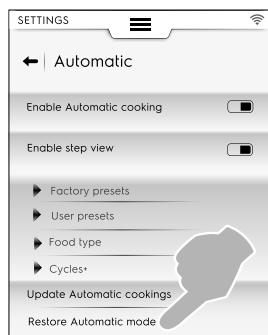 SETTINGS
Automatic
Enable Automatic cooking
Enable step view
Factory presets
User presets
Food type
Cycles+
Update Automatic cookings
Restore Automatic mode